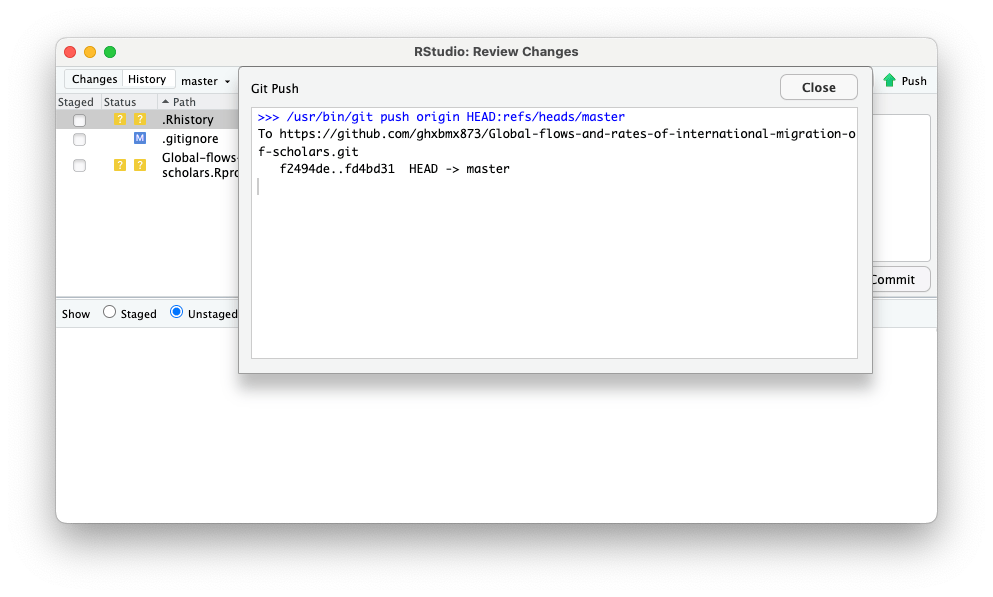 RStudio: Review Changes
Changes History master Push
Git Push Close
Staged Status Path
>>> /usr/bin/git push origin HEAD:refs/heads/master
To https://github.com/ghxbmx873/Global-flows-and-rates-of-international-migration-o
f-scholars.git
f2494de..fd4bd31 HEAD -> master
? ? .Rhistory
M .gitignore
? ? Global-flows-
scholars.Rpro
Commit
Show Staged Unstaged